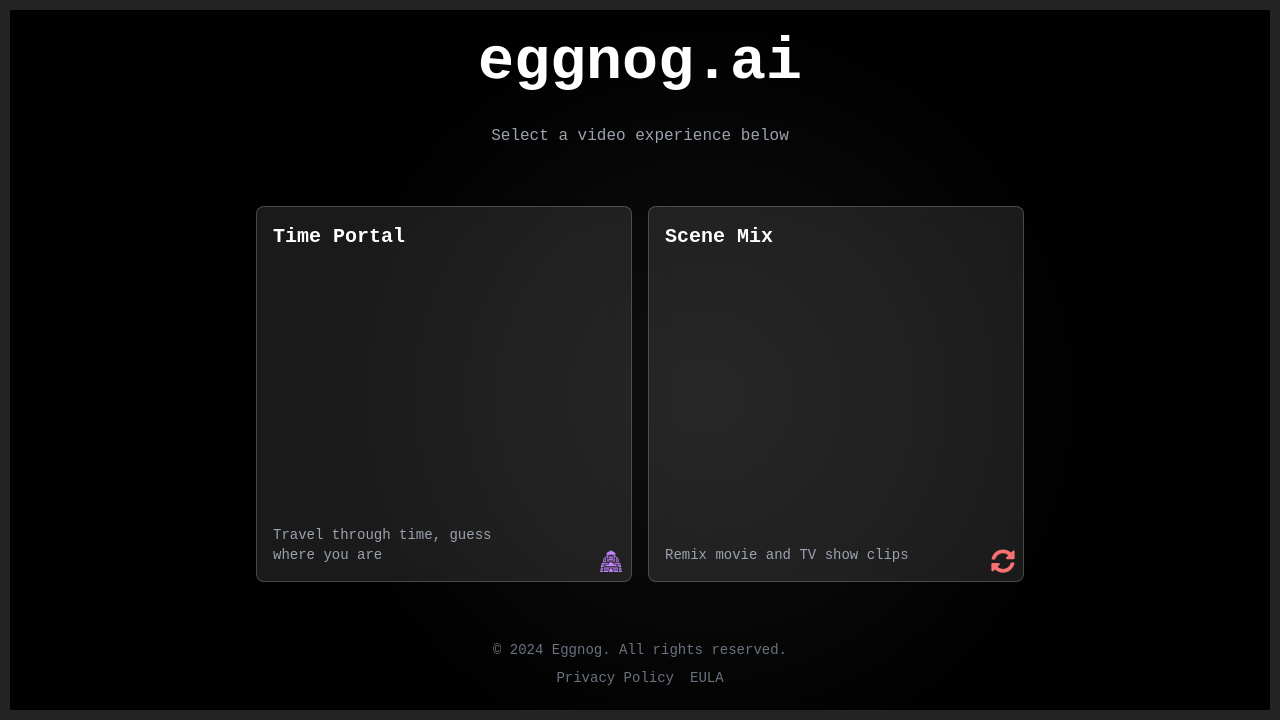 eggnog.ai
Select a video experience below
Time Portal
Scene Mix
Travel through time, guess
where you are
Remix movie and TV show clips
© 2024 Eggnog. All rights reserved.
Privacy Policy EULA